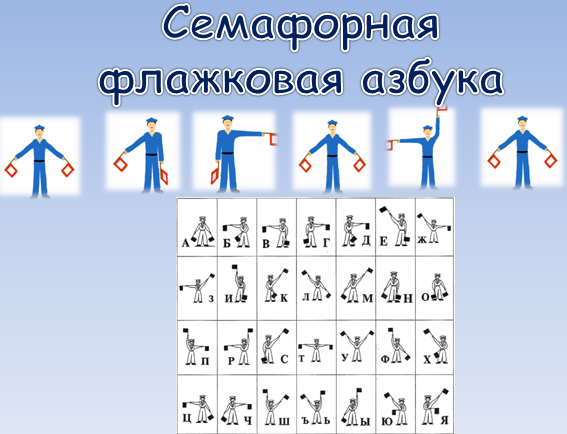 Семафорная
флажковая азбука
А Б В Г Д Е Ж
З И К Л М Н О
П Р С Т У Ф Х
Ц Ч Ш Ъ,Ь Ы Ю Я